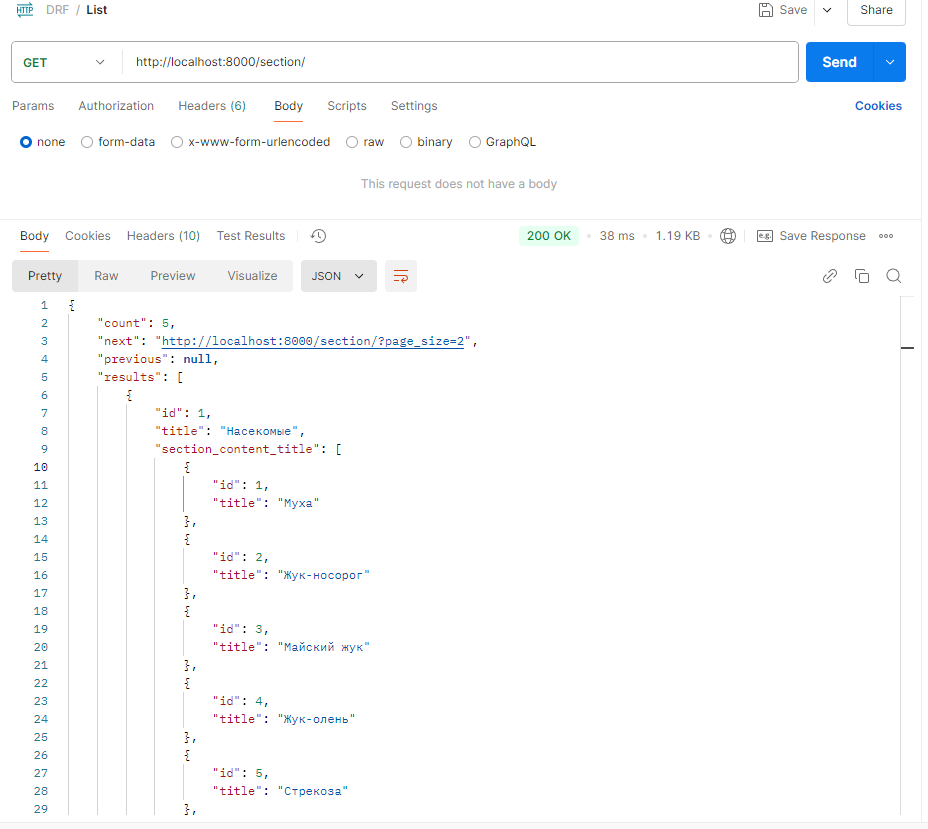 HTTP DRF / List Save Share
GET http://localhost:8000/section/ Send
Params Authorization Headers (6) Body Scripts Settings Cookies
none form-data x-www-form-urlencoded raw binary GraphQL
This request does not have a body
Body Cookies Headers (10) Test Results 200 OK • 38 ms • 1.19 KB • e.g. Save Response
Pretty Raw Preview Visualize JSON
1 {
2 "count": 5,
3 "next": "http://localhost:8000/section/?page_size=2",
4 "previous": null,
5 "results": [
6 {
7 "id": 1,
8 "title": "Насекомые",
9 "section_content_title": [
10 {
11 "id": 1,
12 "title": "Муха"
13 },
14 {
15 "id": 2,
16 "title": "Жук-носорог"
17 },
18 {
19 "id": 3,
20 "title": "Майский жук"
21 },
22 {
23 "id": 4,
24 "title": "Жук-олень"
25 },
26 {
27 "id": 5,
28 "title": "Стрекоза"
29 },